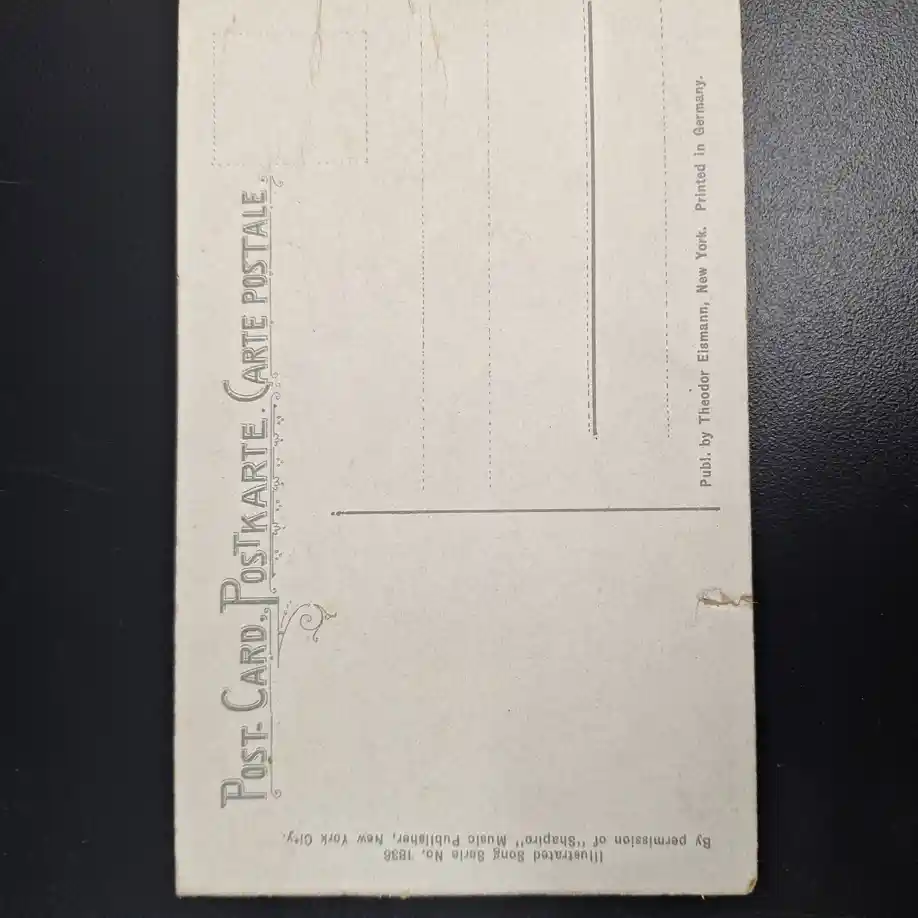 POST-CARD. POSTKARTE. CARTE POSTALE
Publ. by Theodor Eismann, New York. Printed in Germany.
Illustrated Song Serie No. 1836
By permission of "Shapiro" Music Publisher, New York City.